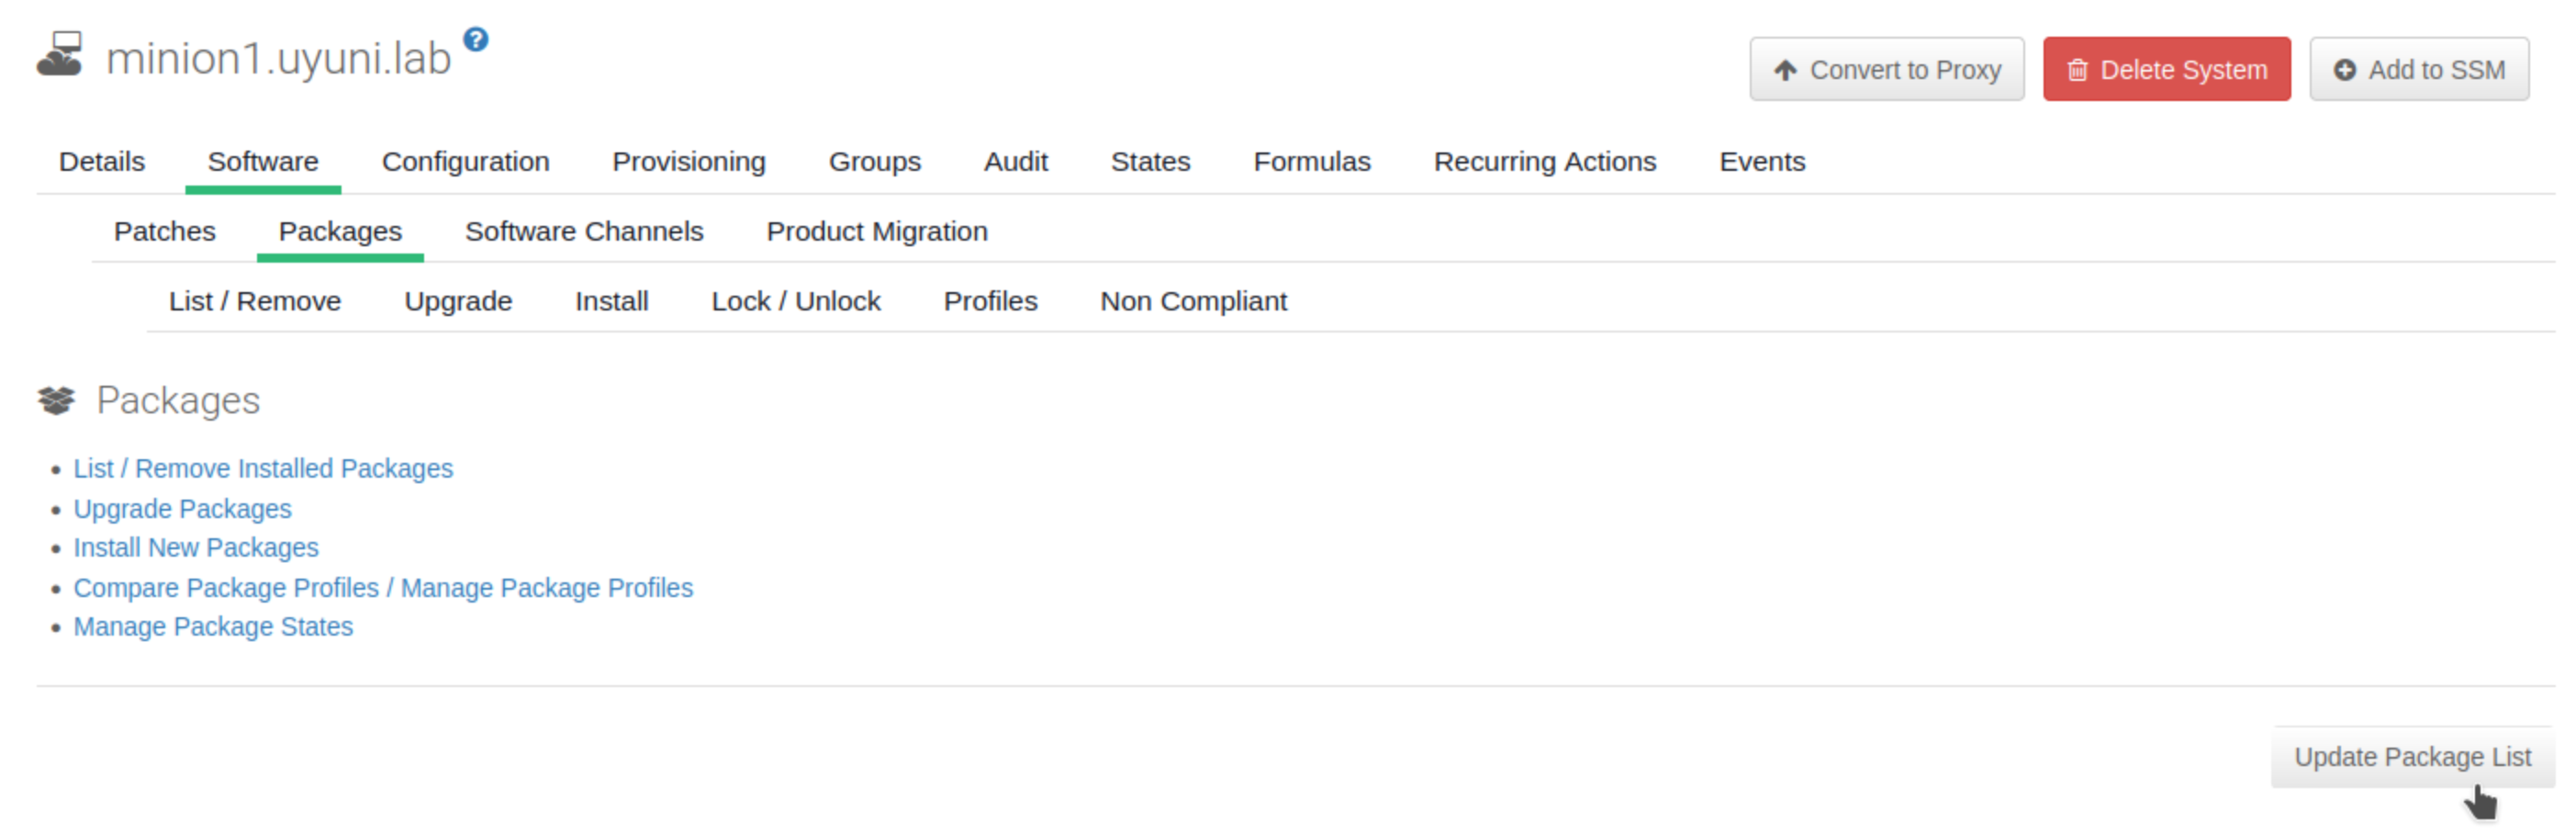 minion1.uyuni.lab ?
Convert to Proxy Delete System Add to SSM
Details Software Configuration Provisioning Groups Audit States Formulas Recurring Actions Events
Patches Packages Software Channels Product Migration
List / Remove Upgrade Install Lock / Unlock Profiles Non Compliant
Packages
• List / Remove Installed Packages
• Upgrade Packages
• Install New Packages
• Compare Package Profiles / Manage Package Profiles
• Manage Package States
Update Package List